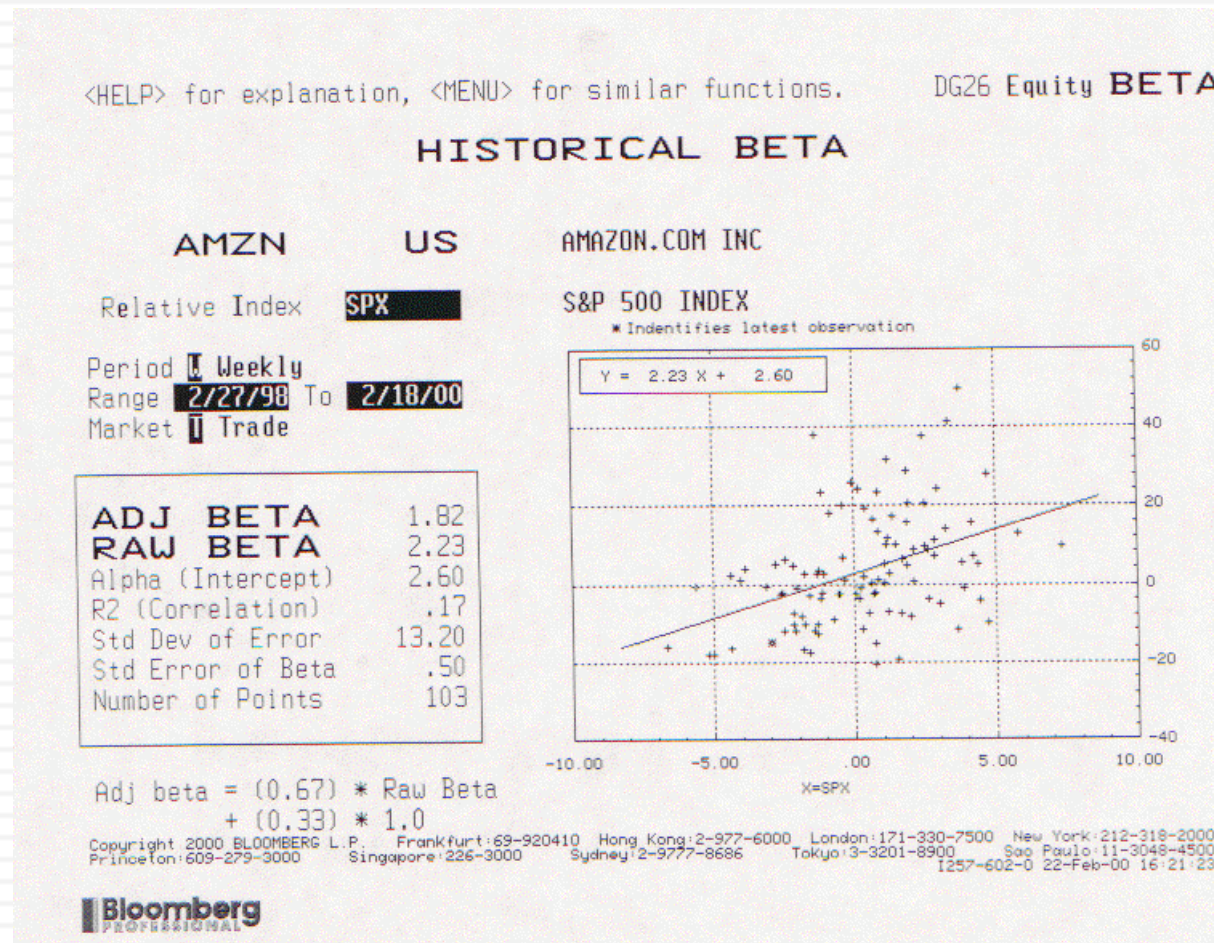 <HELP> for explanation, <MENU> for similar functions. DG26 Equity BETA
HISTORICAL BETA
AMZN US AMAZON.COM INC
Relative Index SPX S&P 500 INDEX
* Indentifies latest observation
Period W Weekly
Range 2/27/98 To 2/18/00
Market T Trade
Y = 2.23 X + 2.60
60
40
20
0
-20
-40
-10.00 -5.00 .00 5.00 10.00
X=SPX
ADJ BETA 1.82
RAW BETA 2.23
Alpha (Intercept) 2.60
R2 (Correlation) .17
Std Dev of Error 13.20
Std Error of Beta .50
Number of Points 103
Adj beta = (0.67) * Raw Beta
+ (0.33) * 1.0
Copyright 2000 BLOOMBERG L.P. Frankfurt:69-920410 Hong Kong:2-977-6000 London:171-330-7500 New York:212-318-2000
Princeton:609-279-3000 Singapore:226-3000 Sydney:2-9777-8686 Tokyo:3-3201-8900 Sao Paulo:11-3048-4500
I257-602-0 22-Feb-00 16:21:23
Bloomberg
PROFESSIONAL